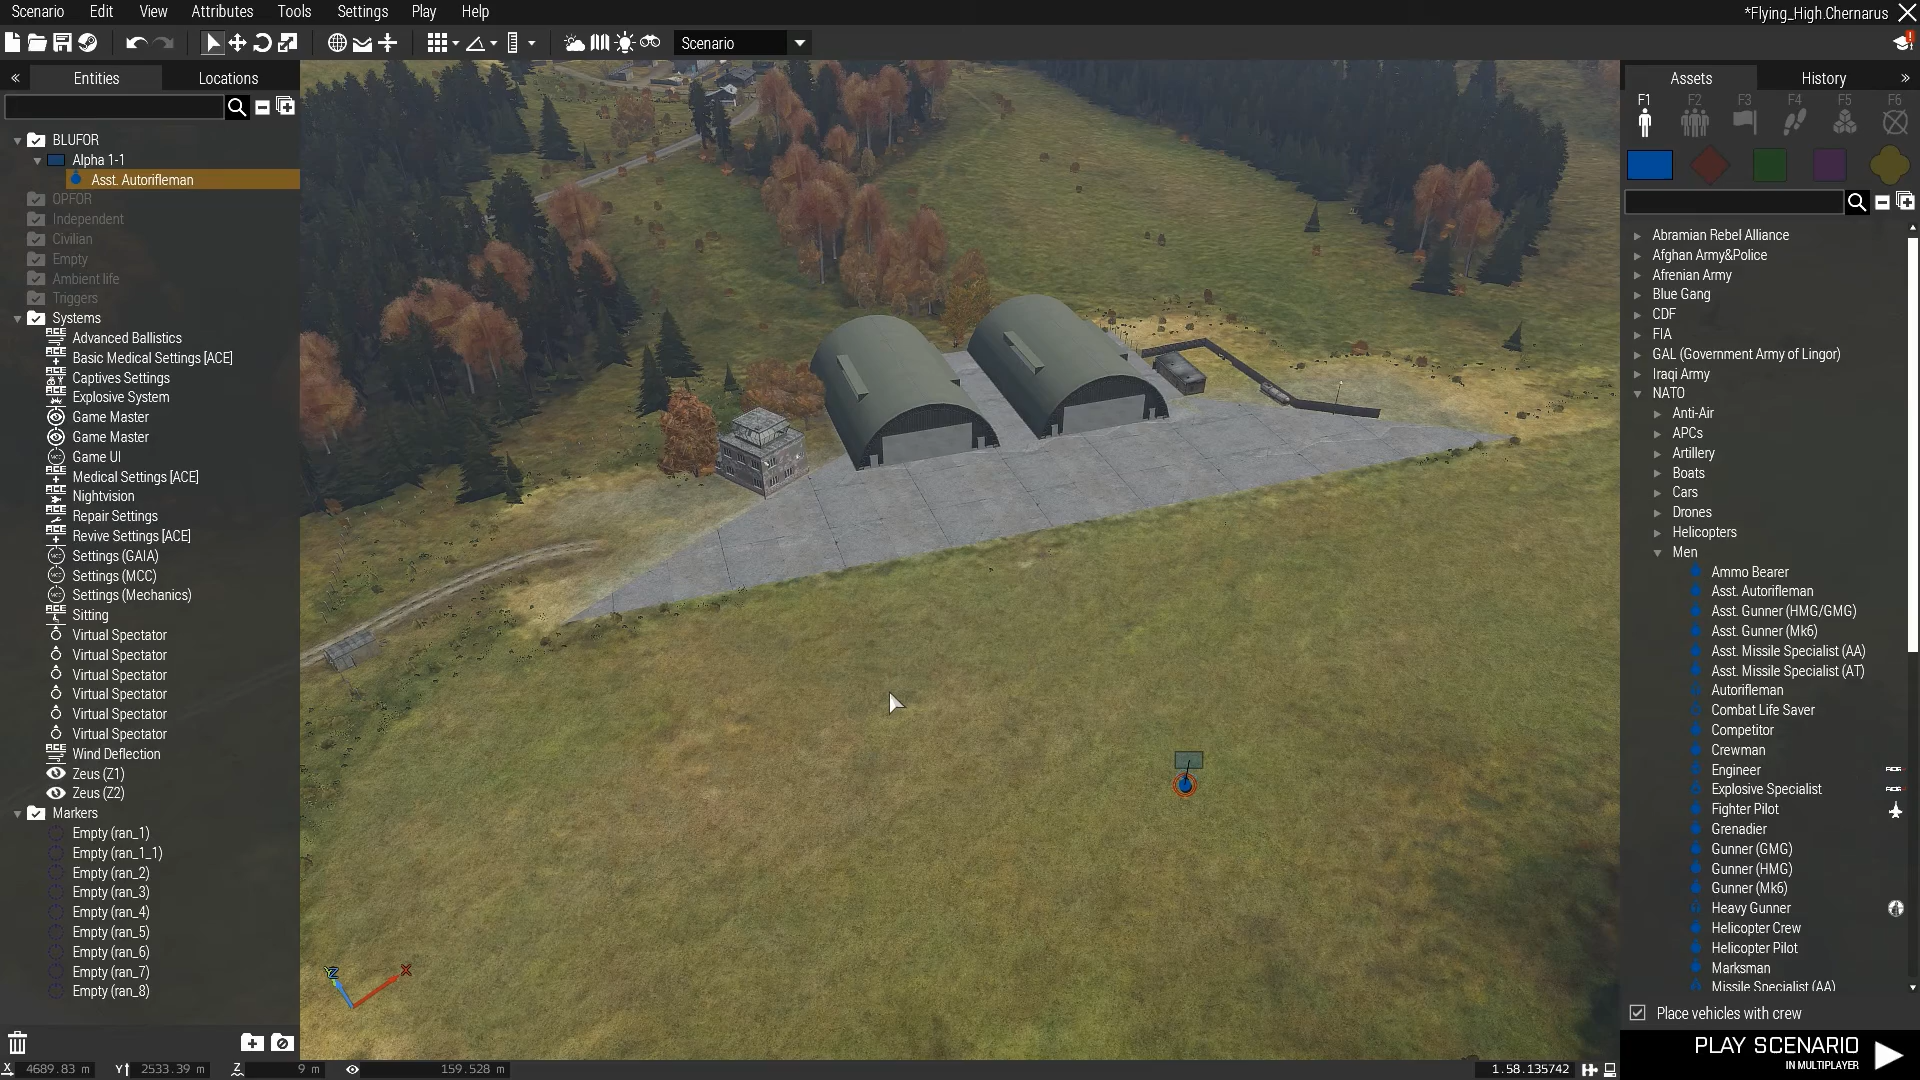 Scenario Edit View Attributes Tools Settings Play Help
*Flying_High.Chernarus
Scenario
Entities Locations
BLUFOR
Alpha 1-1
Asst. Autorifleman
OPFOR
Independent
Civilian
Empty
Ambient life
Triggers
Systems
Advanced Ballistics
Basic Medical Settings [ACE]
Captives Settings
Explosive System
Game Master
Game Master
Game UI
Medical Settings [ACE]
Nightvision
Repair Settings
Revive Settings [ACE]
Settings (GAIA)
Settings (MCC)
Settings (Mechanics)
Sitting
Virtual Spectator
Virtual Spectator
Virtual Spectator
Virtual Spectator
Virtual Spectator
Virtual Spectator
Wind Deflection
Zeus (Z1)
Zeus (Z2)
Markers
Empty (ran_1)
Empty (ran_1_1)
Empty (ran_2)
Empty (ran_3)
Empty (ran_4)
Empty (ran_5)
Empty (ran_6)
Empty (ran_7)
Empty (ran_8)
X 4689.83 m Y 2533.39 m Z 9 m 159.528 m
X
Z
Assets History
F1 F2 F3 F4 F5 F6
Abramian Rebel Alliance
Afghan Army&Police
Afrenian Army
Blue Gang
CDF
FIA
GAL (Government Army of Lingor)
Iraqi Army
NATO
Anti-Air
APCs
Artillery
Boats
Cars
Drones
Helicopters
Men
Ammo Bearer
Asst. Autorifleman
Asst. Gunner (HMG/GMG)
Asst. Gunner (Mk6)
Asst. Missile Specialist (AA)
Asst. Missile Specialist (AT)
Autorifleman
Combat Life Saver
Competitor
Crewman
Engineer
Explosive Specialist
Fighter Pilot
Grenadier
Gunner (GMG)
Gunner (HMG)
Gunner (Mk6)
Heavy Gunner
Helicopter Crew
Helicopter Pilot
Marksman
Missile Specialist (AA)
Place vehicles with crew
PLAY SCENARIO
IN MULTIPLAYER
1.58.135742